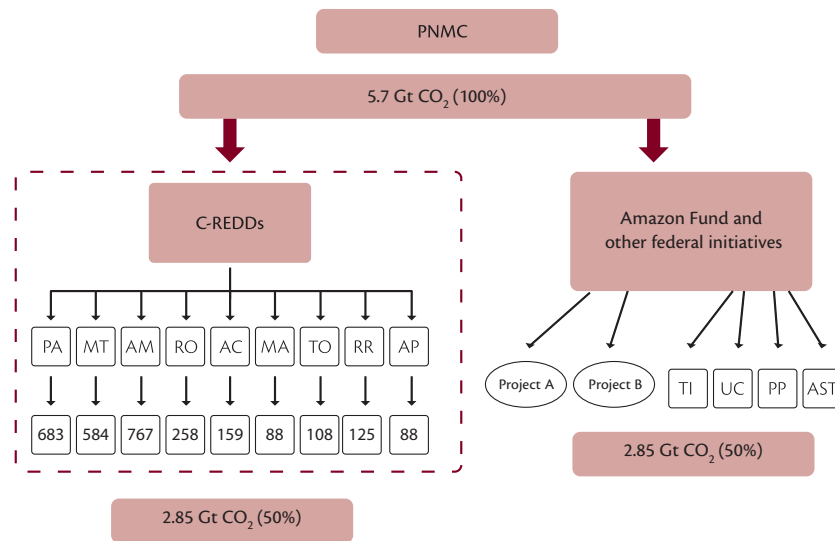 PNMC
5.7 Gt CO₂ (100%)
C-REDDs
Amazon Fund and
other federal initiatives
PA MT AM RO AC MA TO RR AP
Project A Project B TI UC PP AST
683 584 767 258 159 88 108 125 88
2.85 Gt CO₂ (50%)
2.85 Gt CO₂ (50%)